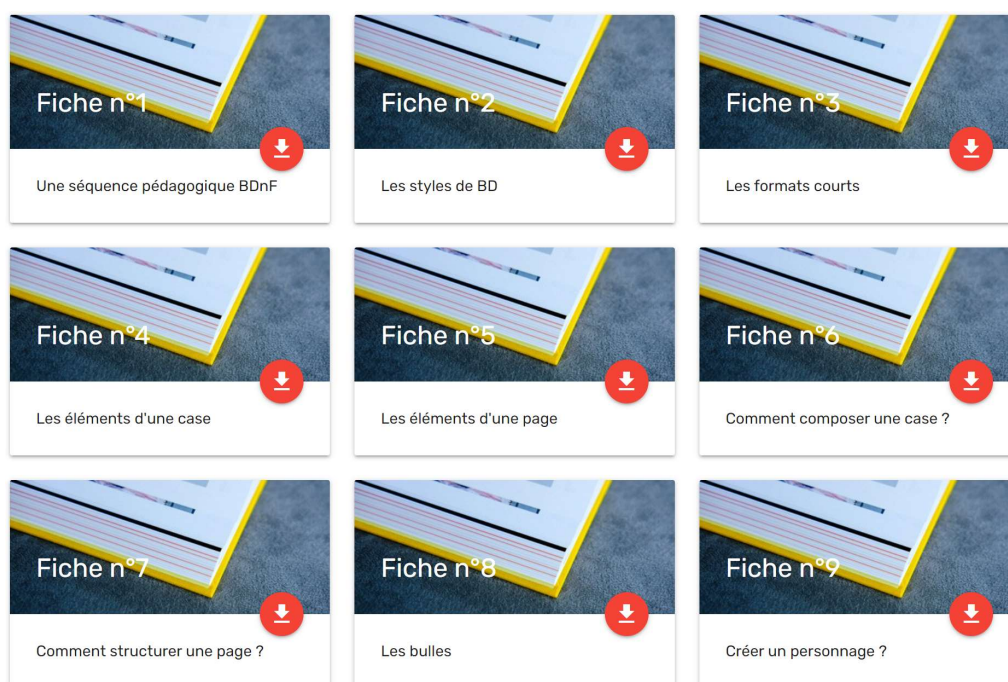 Fiche n°1
Fiche n°2
Fiche n°3
Une séquence pédagogique BDnF
Les styles de BD
Les formats courts
Fiche n°4
Fiche n°5
Fiche n°6
Les éléments d'une case
Les éléments d'une page
Comment composer une case ?
Fiche n°7
Fiche n°8
Fiche n°9
Comment structurer une page ?
Les bulles
Créer un personnage ?